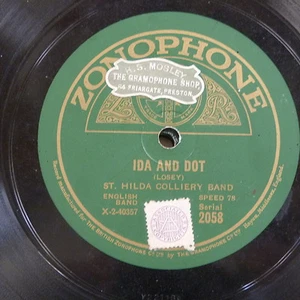 ZONOPHONE
H.S. MOSLEY,
THE GRAMOPHONE SHOP,
FRIARGATE, PRESTON.
IDA AND DOT
(LOSEY)
ST. HILDA COLLIERY BAND
ENGLISH BAND
X-2-40357
SPEED 78
Serial
2058